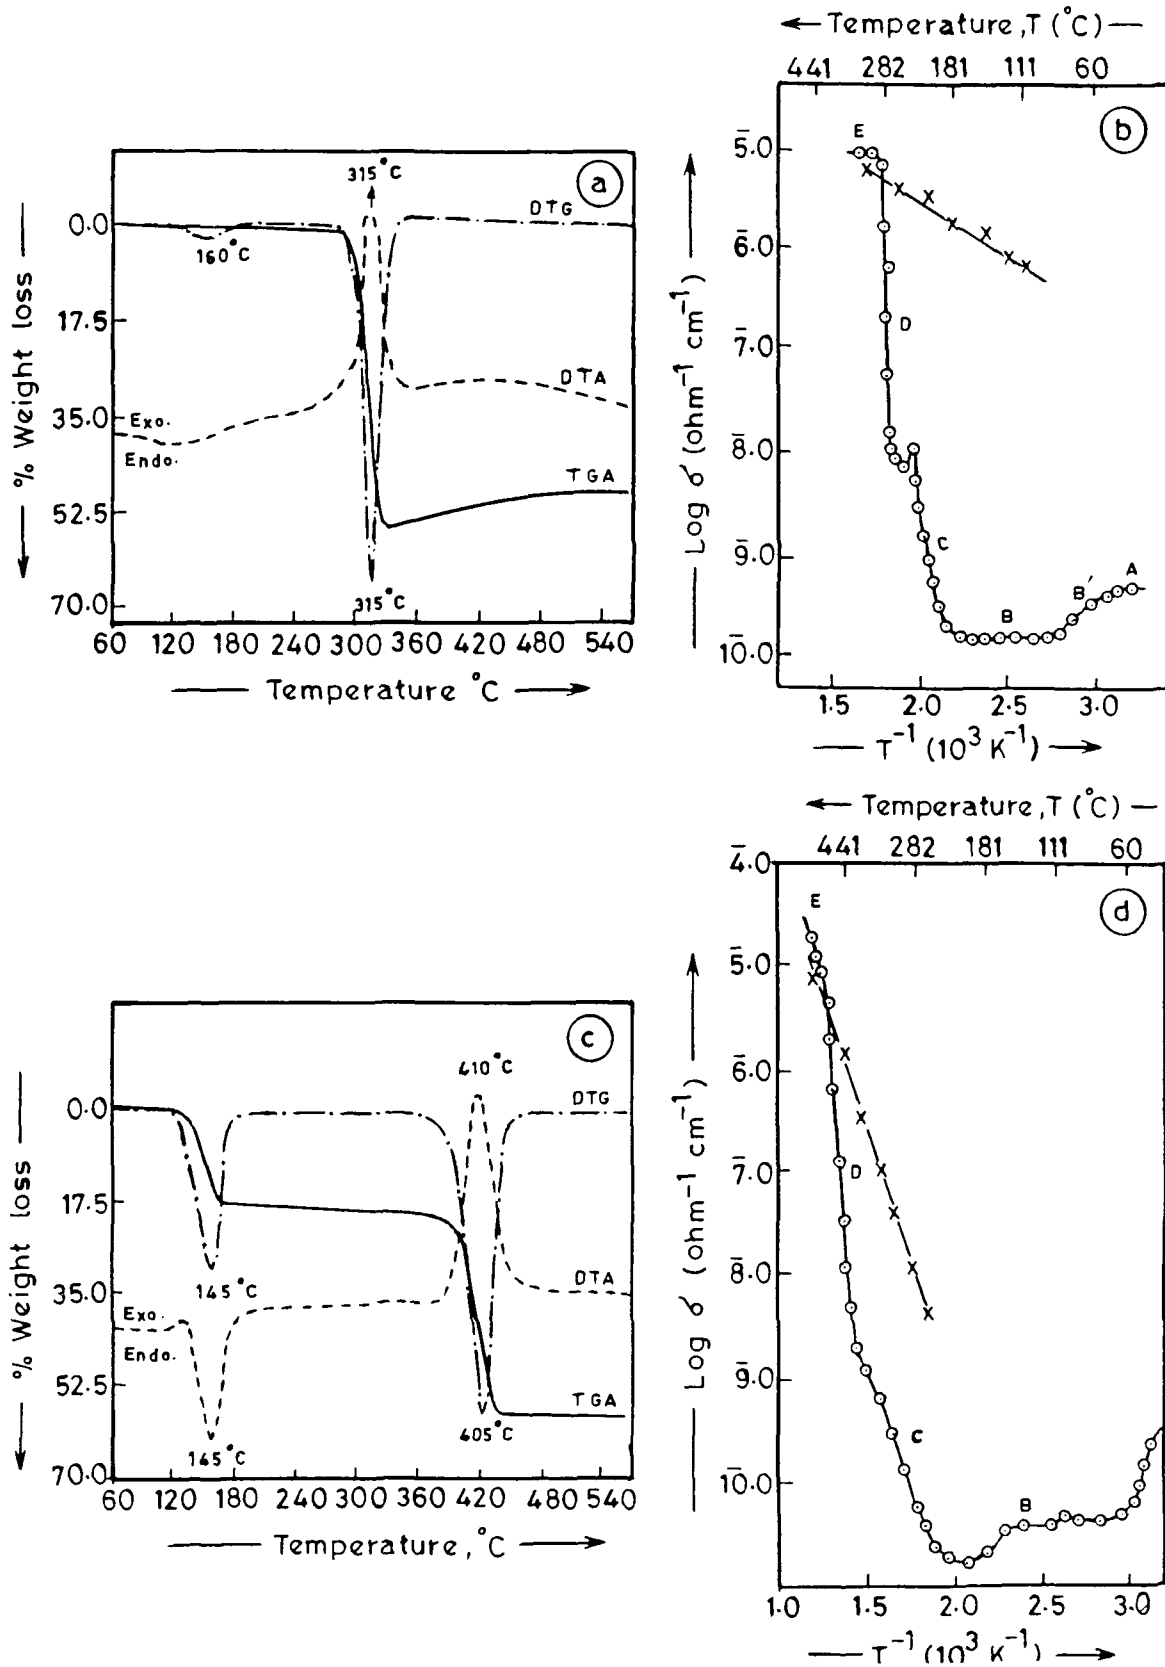 a
315°C
DTG
0.0
160°C
17.5
DTA
35.0
Exo.
Endo.
TGA
52.5
315°C
70.0
60 120 180 240 300 360 420 480 540
Temperature °C
% Weight loss
Temperature, T (°C)
441 282 181 111 60
b
E
5̅.0
6̅.0
D
7̅.0
8̅.0
C
9̅.0
B' A
B
1̅0.0
1.5 2.0 2.5 3.0
T⁻¹ (10³ K⁻¹)
Log σ (ohm⁻¹ cm⁻¹)
c
410°C
DTG
0.0
17.5
145°C
DTA
35.0
Exo.
Endo.
52.5
TGA
405°C
145°C
70.0
60 120 180 240 300 360 420 480 540
Temperature, °C
% Weight loss
Temperature, T (°C)
441 282 181 111 60
4̅.0
d
E
5̅.0
6̅.0
7̅.0
D
8̅.0
9̅.0
C
1̅0.0
B
1.0 1.5 2.0 2.5 3.0
T⁻¹ (10³ K⁻¹)
Log σ (ohm⁻¹ cm⁻¹)